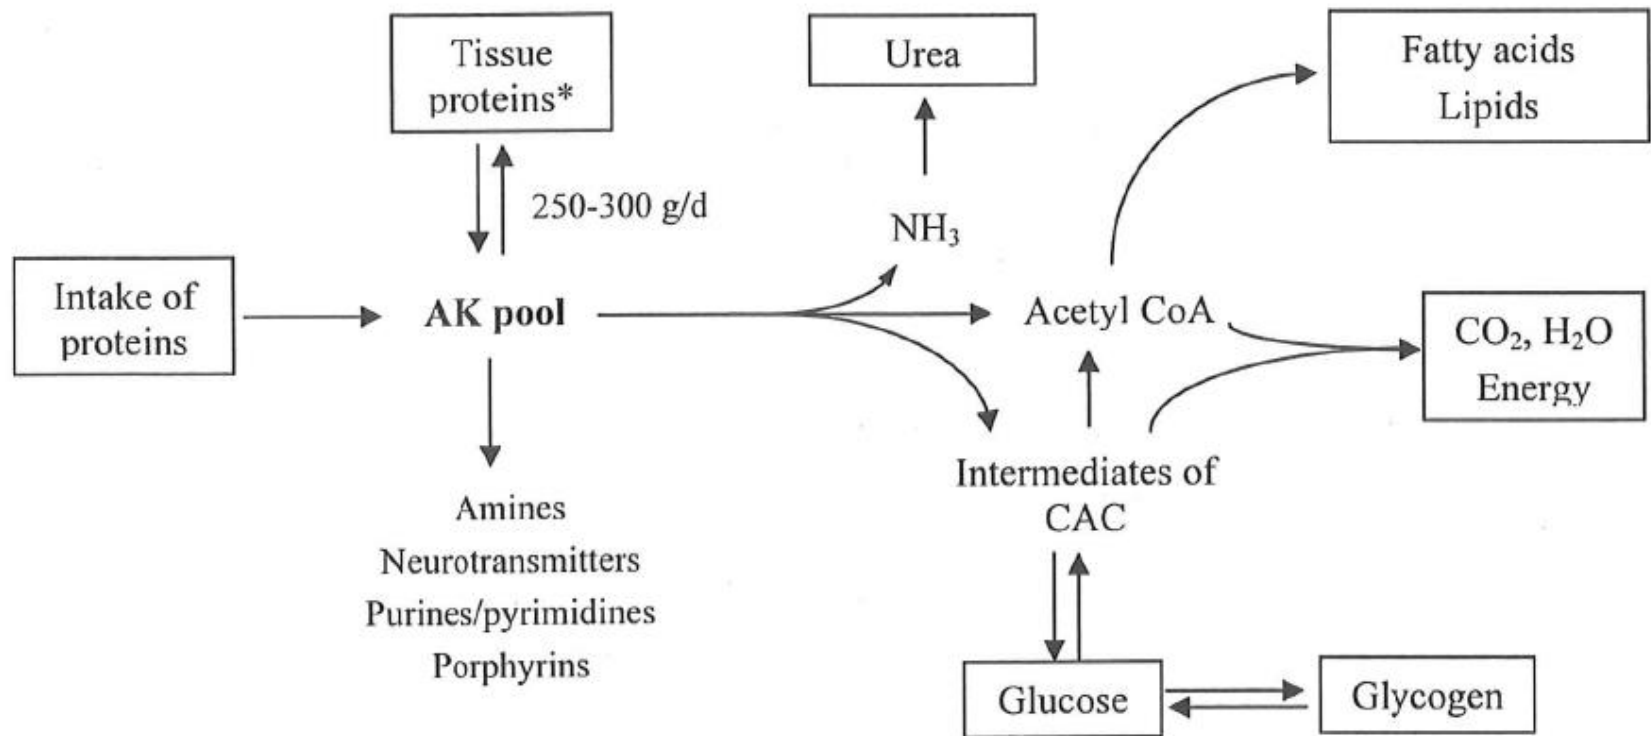 Tissue
proteins*
Urea
Fatty acids
Lipids
250-300 g/d
NH₃
Intake of
proteins
AK pool
Acetyl CoA
CO₂, H₂O
Energy
Intermediates of
CAC
Amines
Neurotransmitters
Purines/pyrimidines
Porphyrins
Glucose
Glycogen